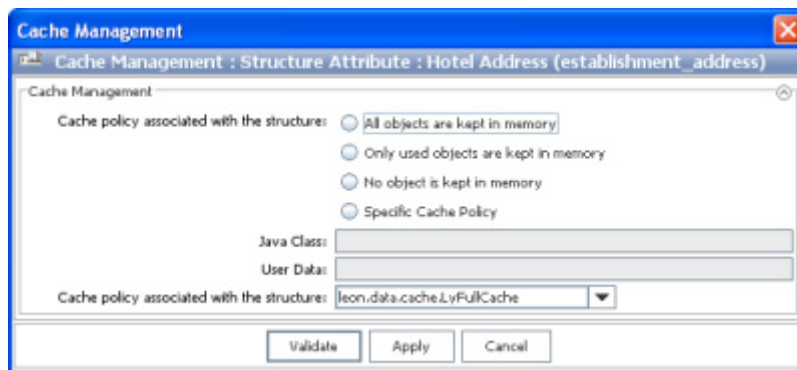 Cache Management
Cache Management : Structure Attribute : Hotel Address (establishment_address)
Cache Management
Cache policy associated with the structure: All objects are kept in memory
Only used objects are kept in memory
No object is kept in memory
Specific Cache Policy
Java Class:
User Data:
Cache policy associated with the structure: leon.data.cache.LyFullCache
Validate Apply Cancel